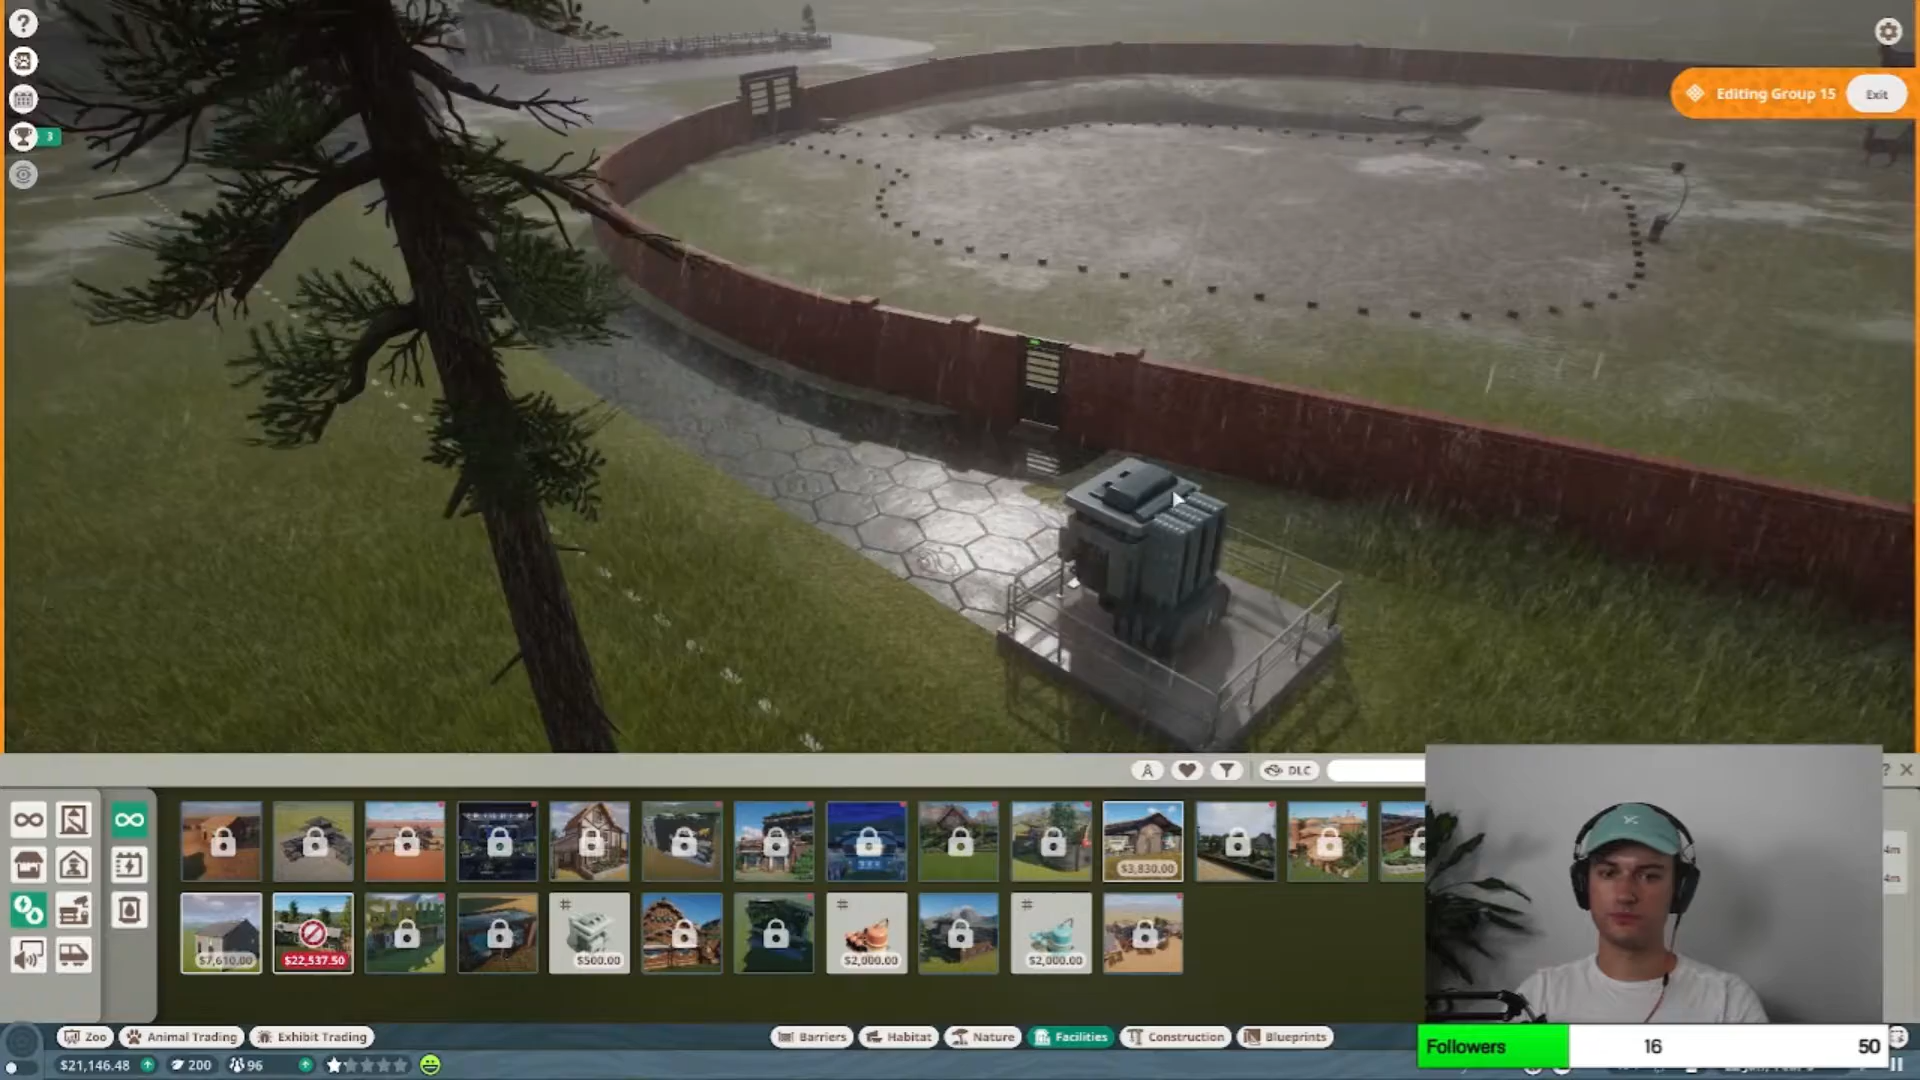 ?
3
Editing Group 15
Exit
DLC
?
$3,830.00
4m
4m
$7,610.00
$22,537.50
$500.00
$2,000.00
$2,000.00
Zoo
Animal Trading
Exhibit Trading
Barriers
Habitat
Nature
Facilities
Construction
Blueprints
Followers 16 50
$21,146.48
200
96